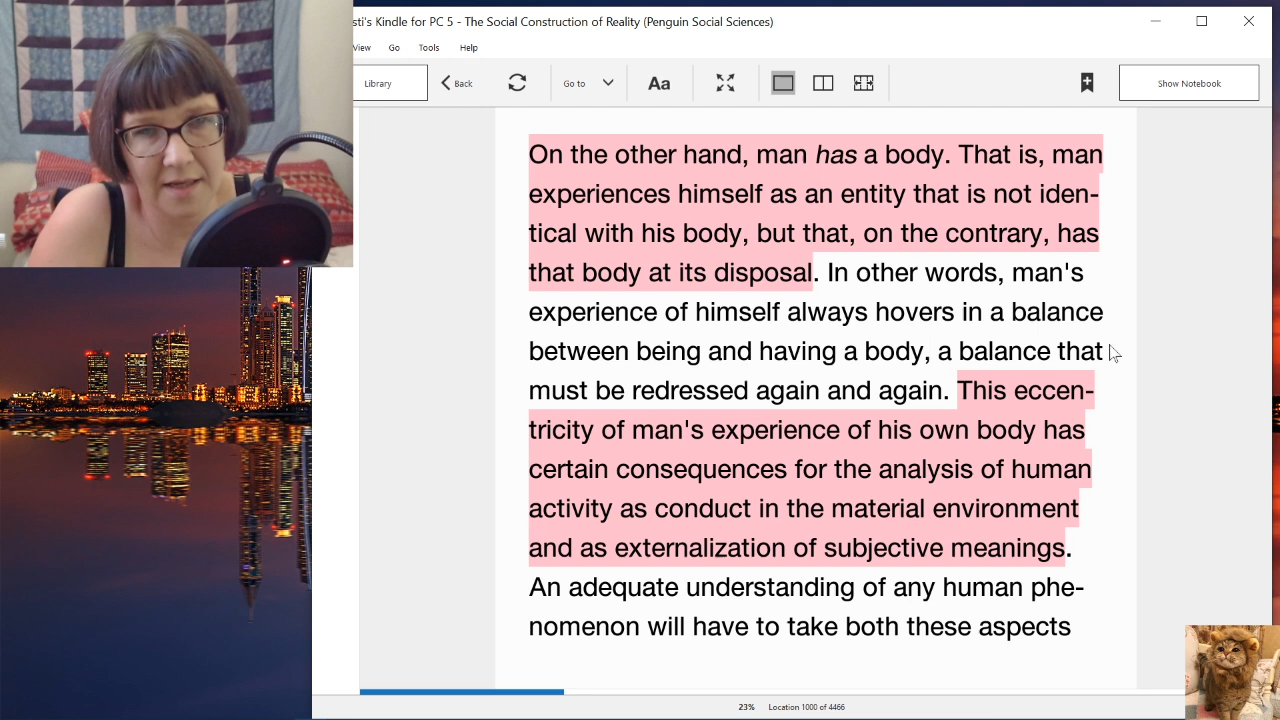 sti's Kindle for PC 5 - The Social Construction of Reality (Penguin Social Sciences)
View Go Tools Help
Library Back Go to Aa Show Notebook
On the other hand, man has a body. That is, man
experiences himself as an entity that is not iden-
tical with his body, but that, on the contrary, has
that body at its disposal. In other words, man's
experience of himself always hovers in a balance
between being and having a body, a balance that
must be redressed again and again. This eccen-
tricity of man's experience of his own body has
certain consequences for the analysis of human
activity as conduct in the material environment
and as externalization of subjective meanings.
An adequate understanding of any human phe-
nomenon will have to take both these aspects
23% Location 1000 of 4466